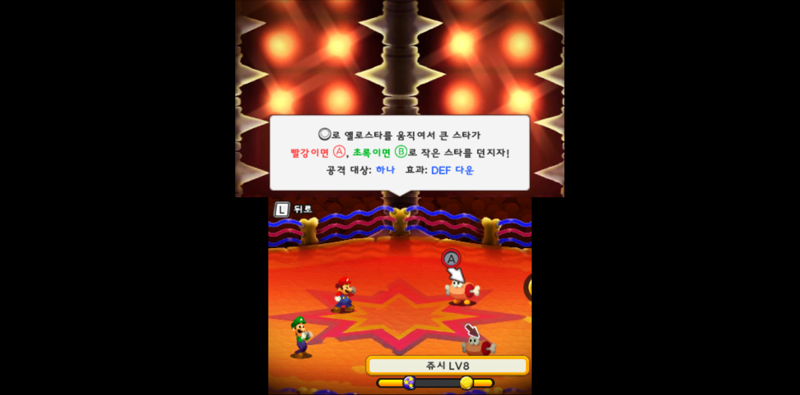 로 옐로스타를 움직여서 큰 스타가
빨강이면 Ⓐ, 초록이면 Ⓑ로 작은 스타를 던지자!
공격 대상: 하나 효과: DEF 다운
L 뒤로
A
쥬시 LV8